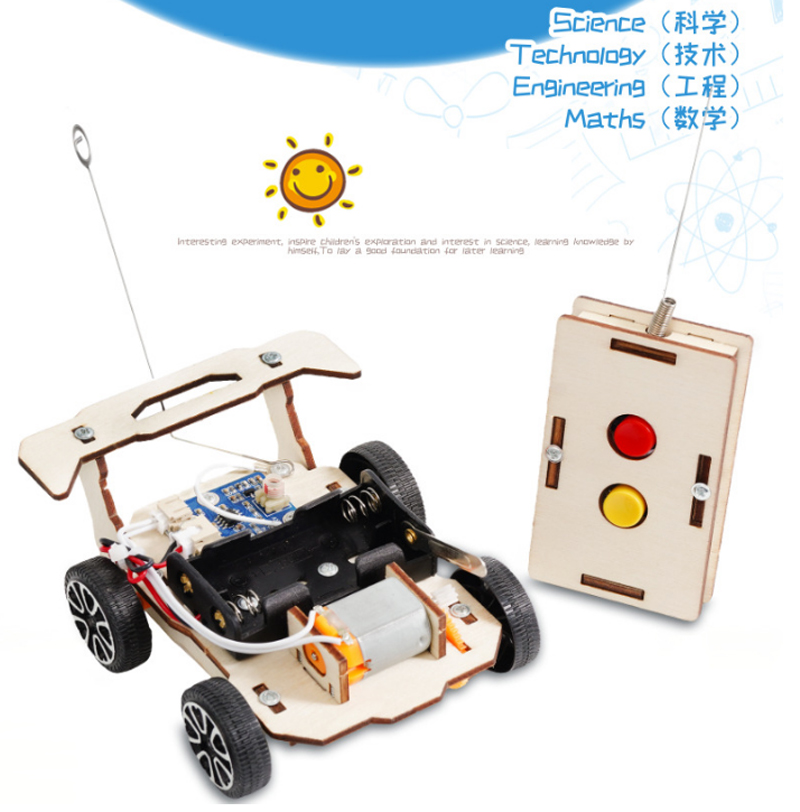 Science（科学）
Technology（技术）
Engineering（工程）
Maths（数学）
Interesting experiment, inspire children's exploration and interest in science, learning knowledge by
himself.To lay a good foundation for later learning